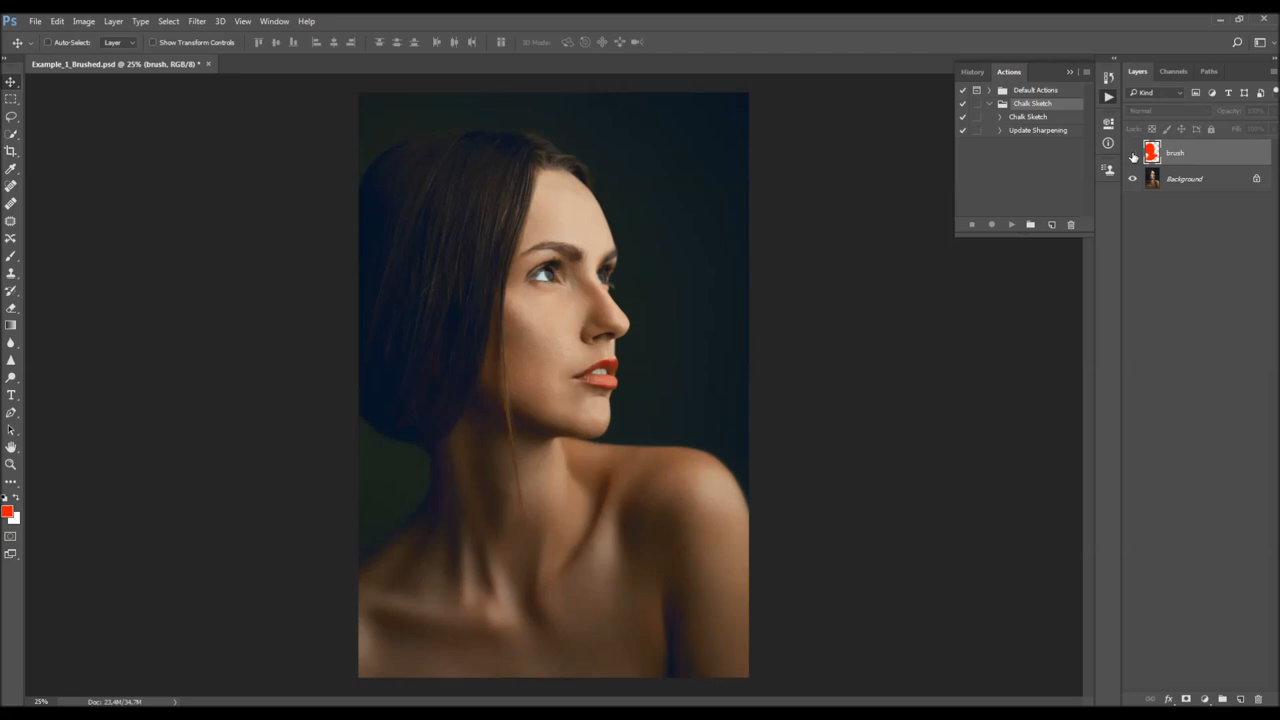 Ps File Edit Image Layer Type Select Filter 3D View Window Help
Auto-Select: Layer Show Transform Controls 3D Mode:
Example_1_Brushed.psd @ 25% (brush, RGB/8) * ×
History Actions
Default Actions
Chalk Sketch
Chalk Sketch
Update Sharpening
Layers Channels Paths
Kind
Normal Opacity: 100%
Lock: Fill: 100%
brush
Background
25% Doc: 23,4M/34,7M